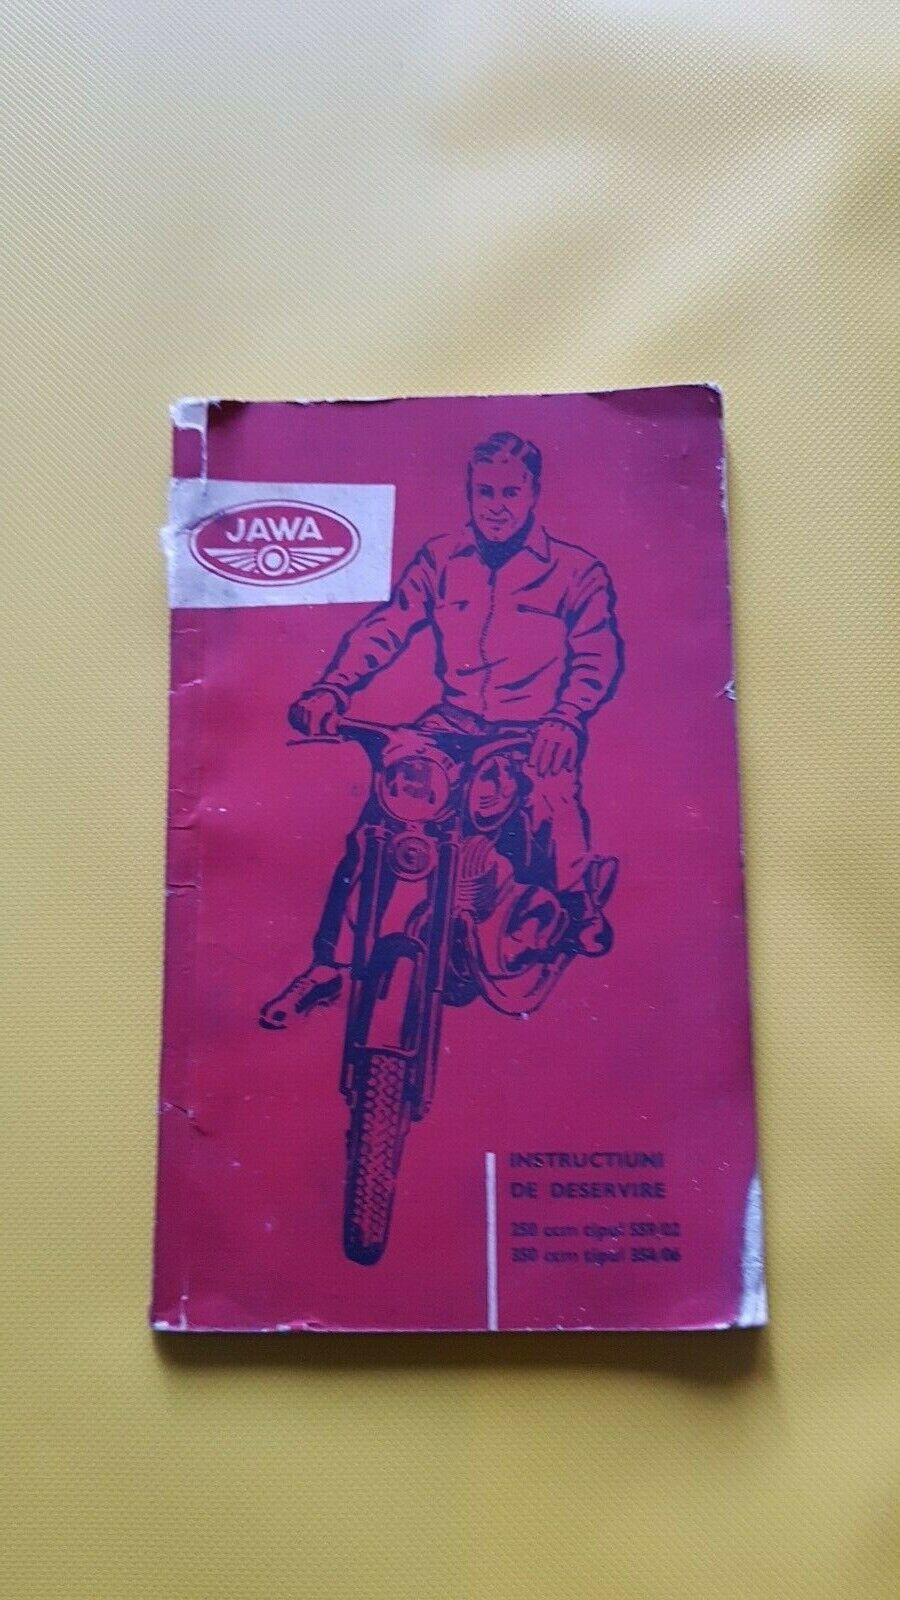 JAWA
INSTRUCTIUNI
DE DESERVIRE
250 ccm tipul 559/02
350 ccm tipul 354/06